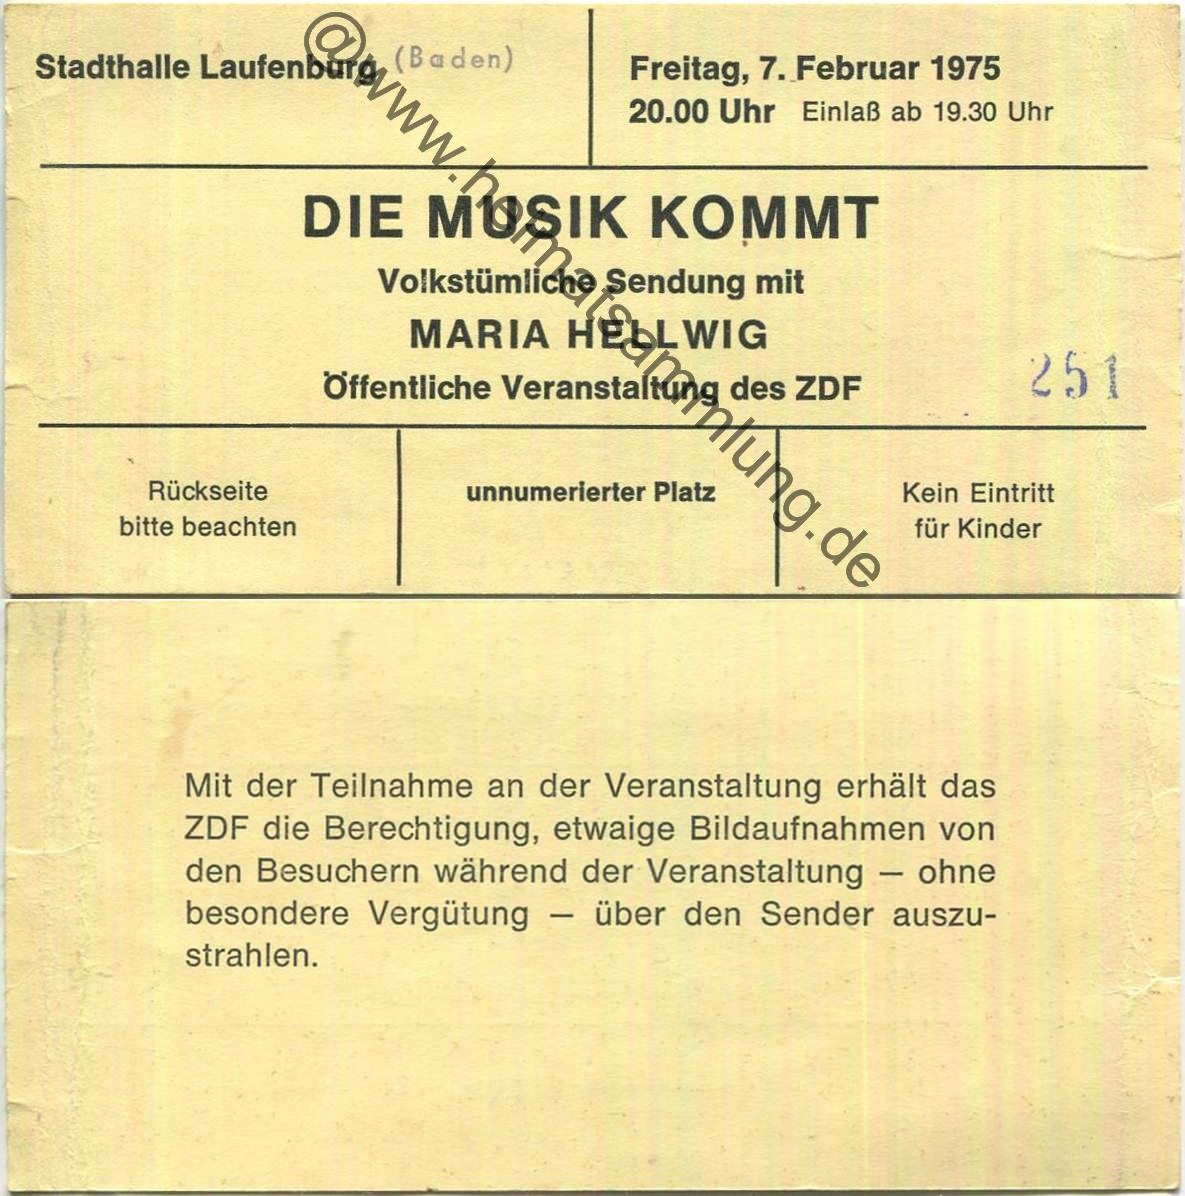 Stadthalle Laufenburg (Baden)
Freitag, 7. Februar 1975
20.00 Uhr Einlaß ab 19.30 Uhr
DIE MUSIK KOMMT
Volkstümliche Sendung mit
MARIA HELLWIG
Öffentliche Veranstaltung des ZDF
251
Rückseite
bitte beachten
unnumerierter Platz
Kein Eintritt
für Kinder
@www.heimatsammlung.de
Mit der Teilnahme an der Veranstaltung erhält das
ZDF die Berechtigung, etwaige Bildaufnahmen von
den Besuchern während der Veranstaltung — ohne
besondere Vergütung — über den Sender auszu-
strahlen.